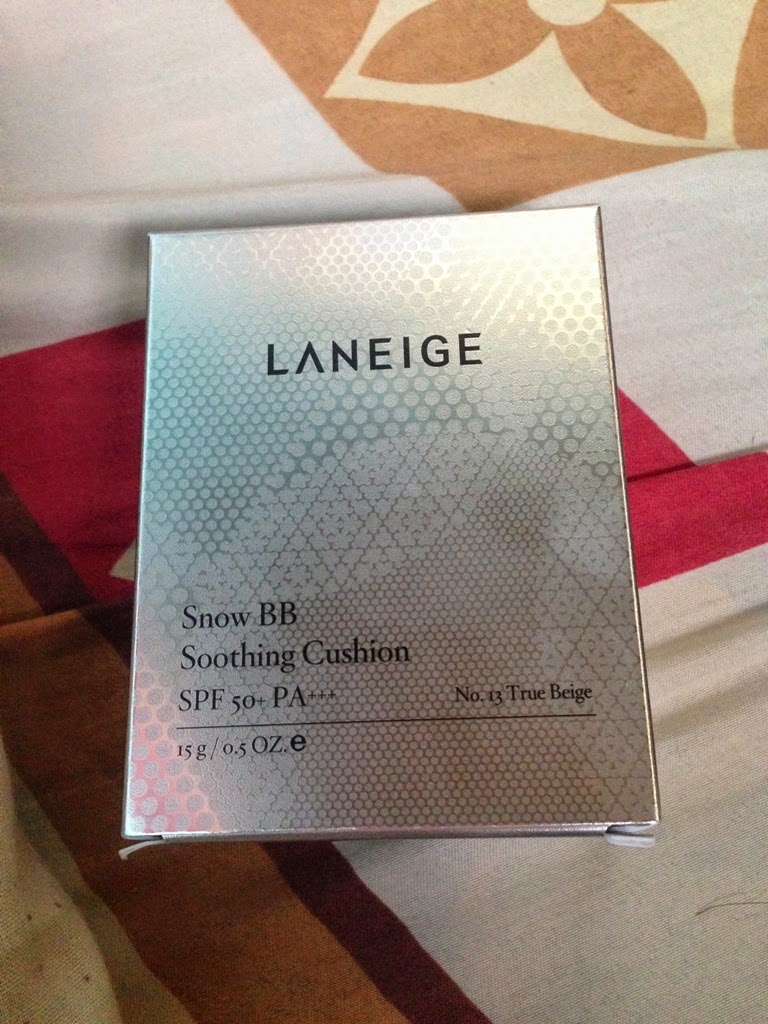 LANEIGE
Snow BB
Soothing Cushion
SPF 50+ PA+++
No. 13 True Beige
15 g / 0.5 OZ. ℮